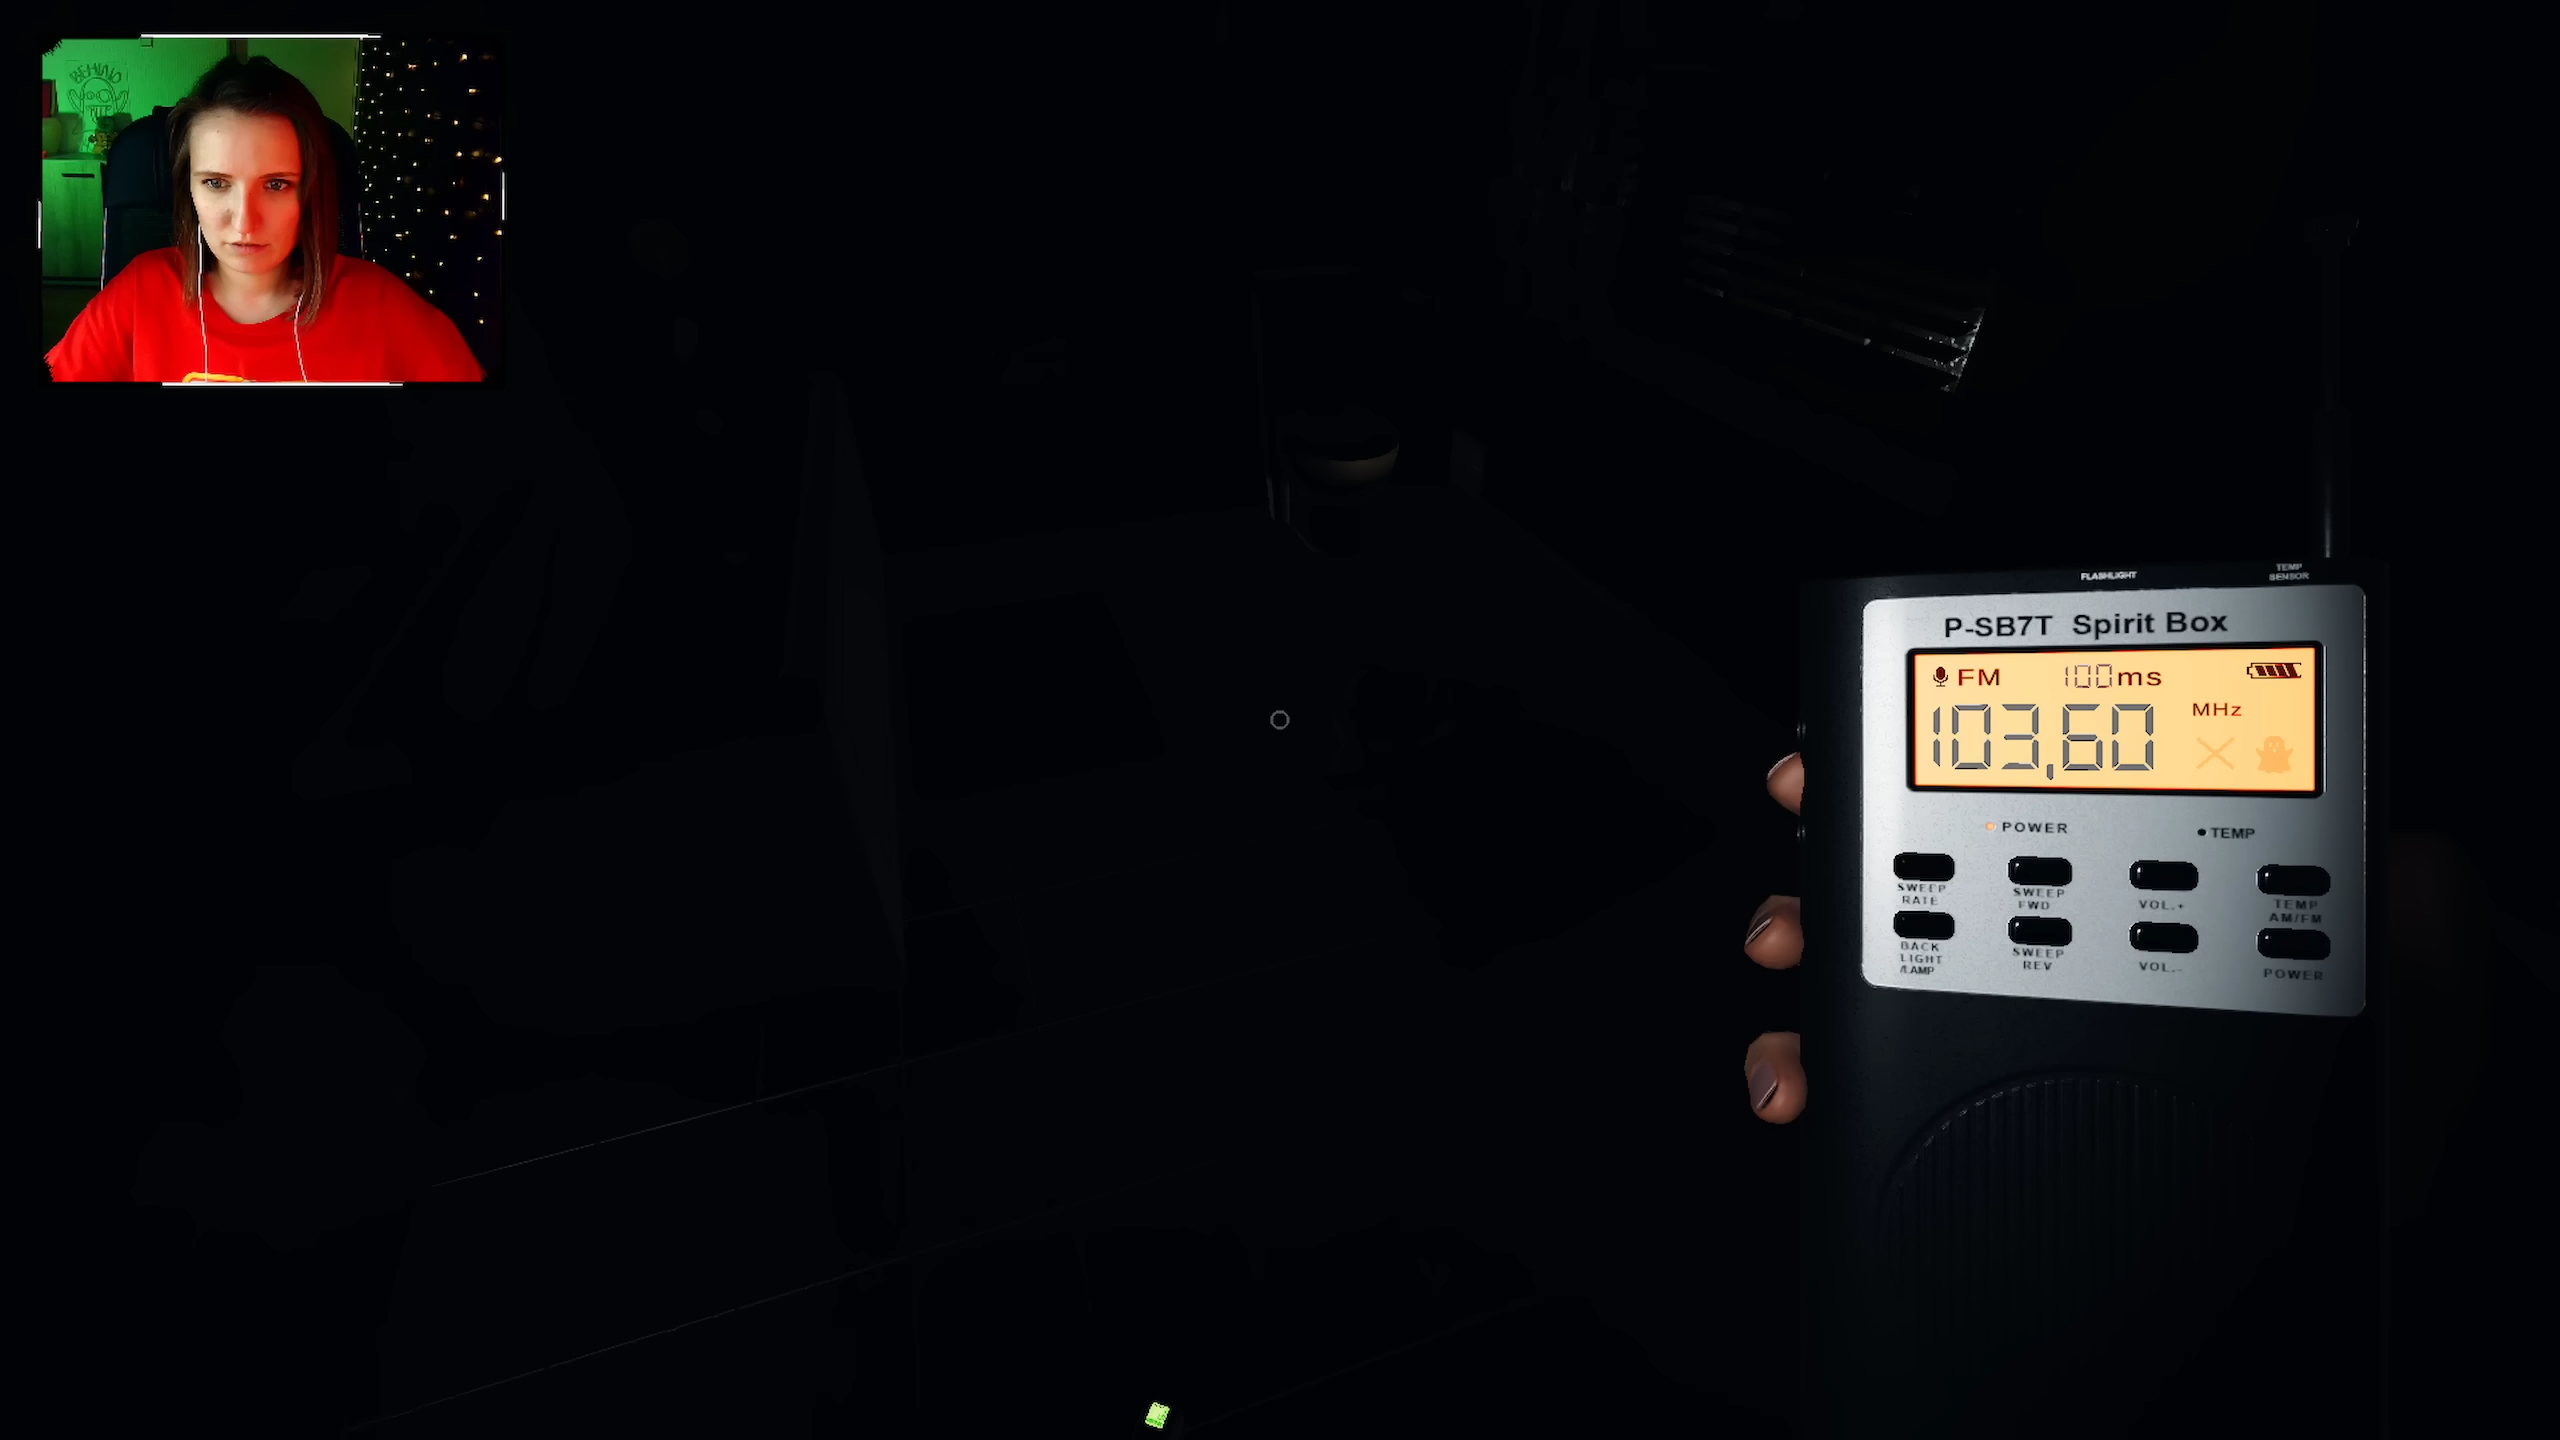 BEHIND
FLASHLIGHT
TEMP
SENSOR
P-SB7T Spirit Box
FM 100ms
103,60 MHz
POWER
TEMP
SWEEP
RATE
SWEEP
FWD
VOL.+
TEMP
AM/FM
BACK
LIGHT
/LAMP
SWEEP
REV
VOL.-
POWER